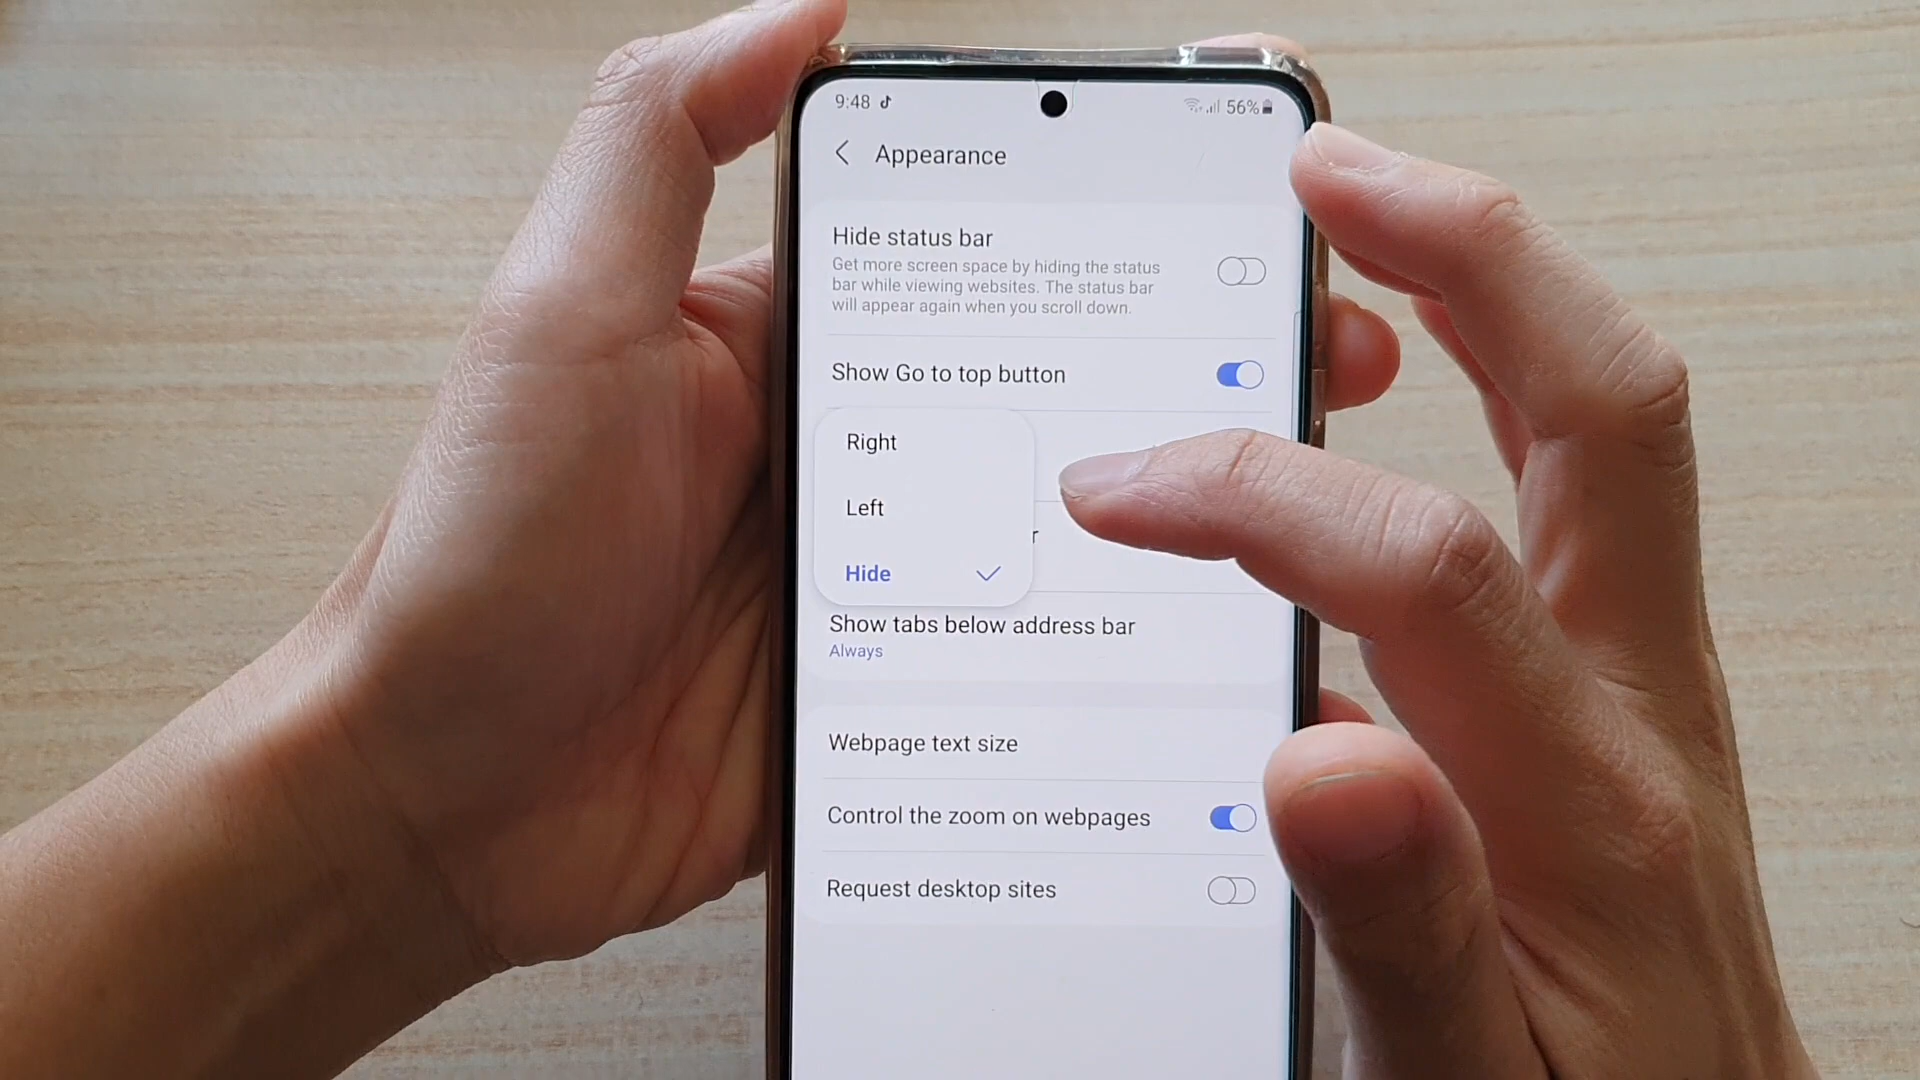 9:48
56%
Appearance
Hide status bar
Get more screen space by hiding the status
bar while viewing websites. The status bar
will appear again when you scroll down.
Show Go to top button
Right
Left
r
Hide
Show tabs below address bar
Always
Webpage text size
Control the zoom on webpages
Request desktop sites